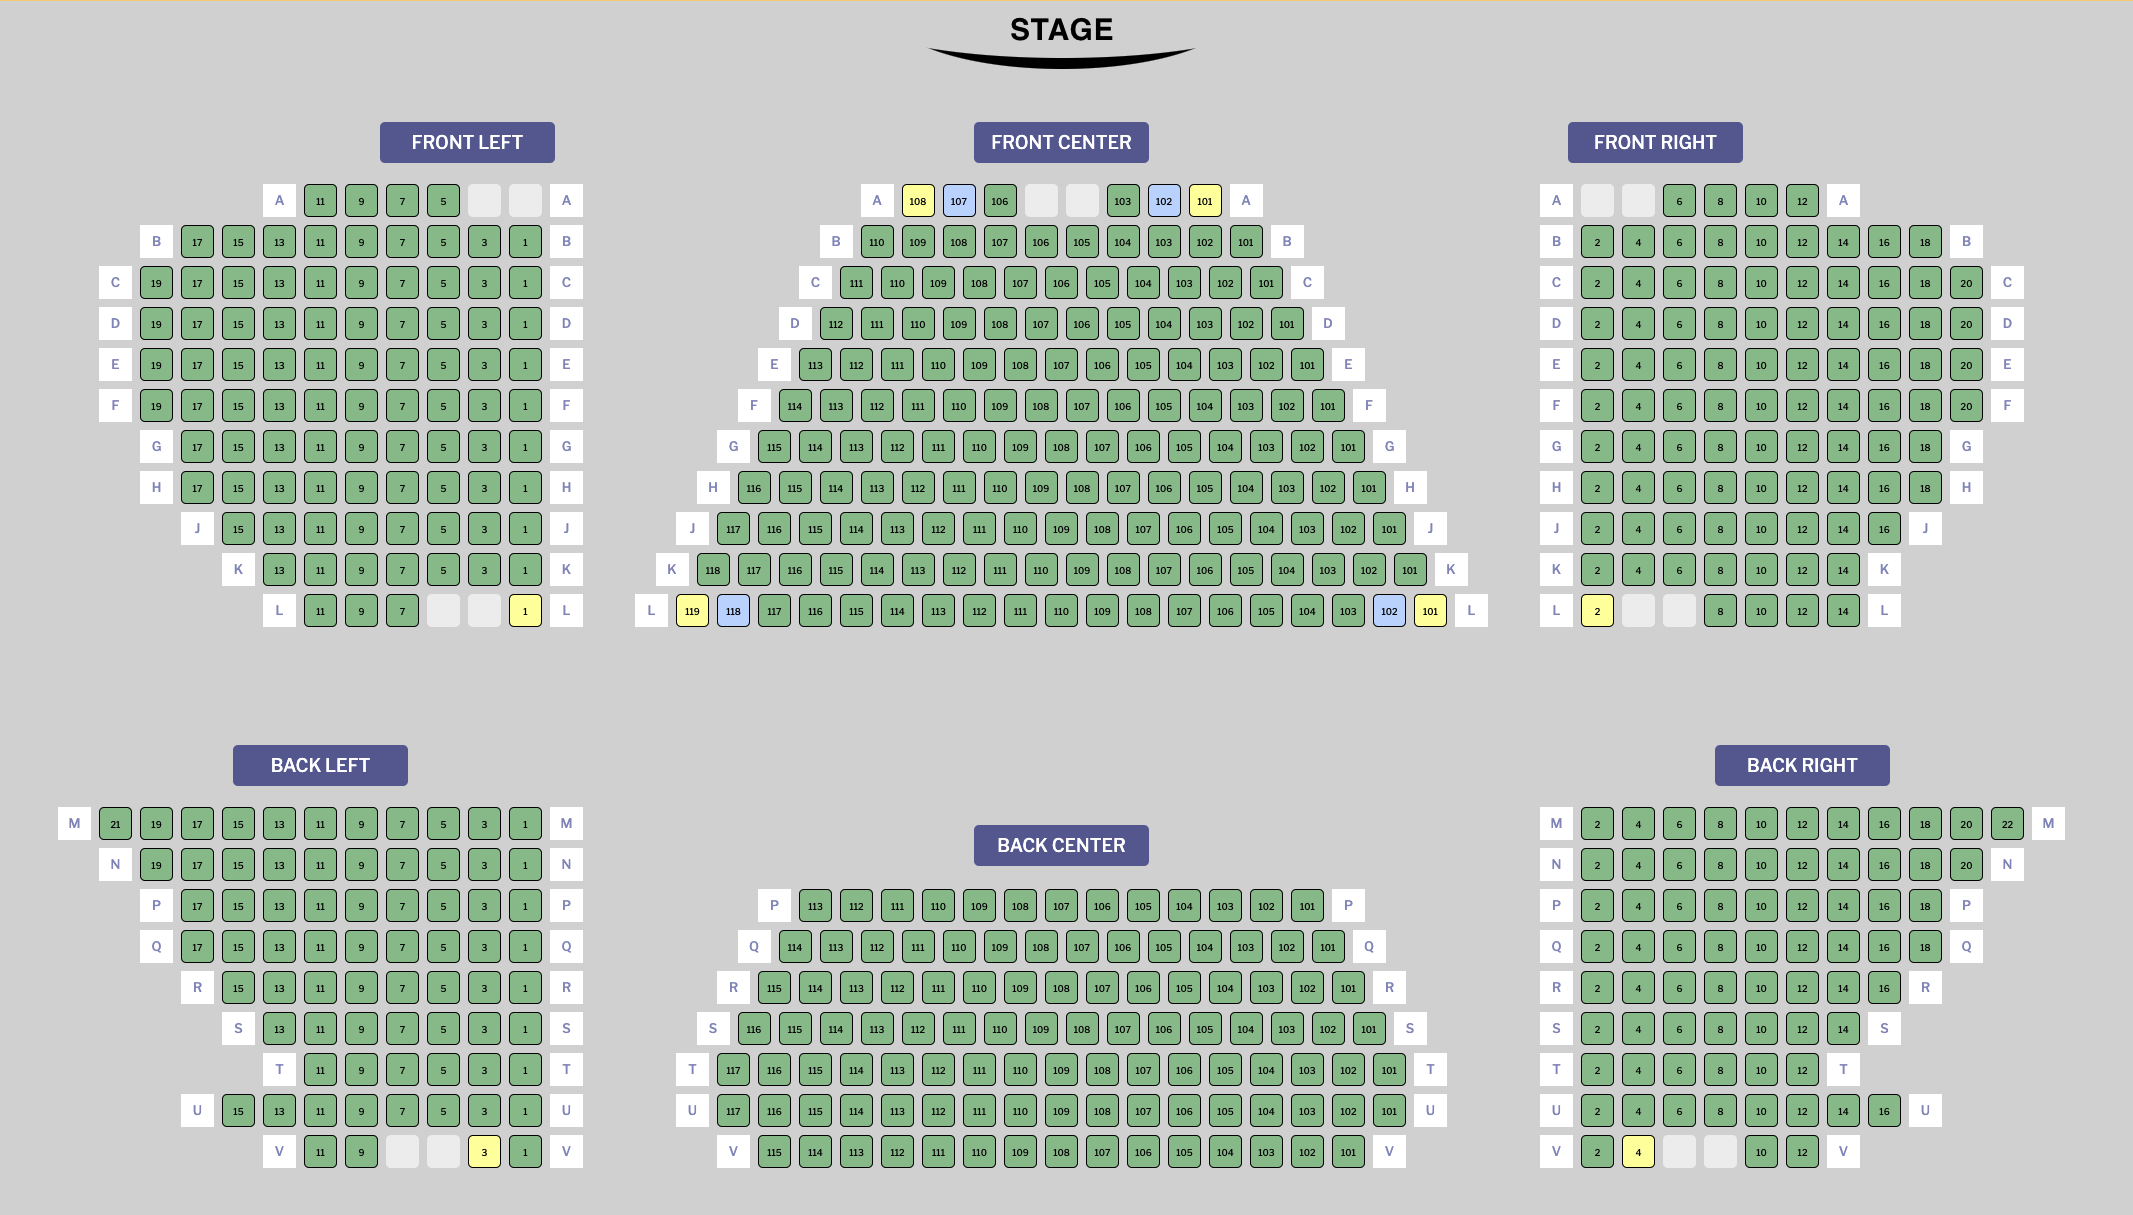 STAGE
FRONT LEFT FRONT CENTER FRONT RIGHT
A 11 9 7 5 A A 108 107 106 103 102 101 A A 6 8 10 12 A
B 17 15 13 11 9 7 5 3 1 B B 110 109 108 107 106 105 104 103 102 101 B B 2 4 6 8 10 12 14 16 18 B
C 19 17 15 13 11 9 7 5 3 1 C C 111 110 109 108 107 106 105 104 103 102 101 C C 2 4 6 8 10 12 14 16 18 20 C
D 19 17 15 13 11 9 7 5 3 1 D D 112 111 110 109 108 107 106 105 104 103 102 101 D D 2 4 6 8 10 12 14 16 18 20 D
E 19 17 15 13 11 9 7 5 3 1 E E 113 112 111 110 109 108 107 106 105 104 103 102 101 E E 2 4 6 8 10 12 14 16 18 20 E
F 19 17 15 13 11 9 7 5 3 1 F F 114 113 112 111 110 109 108 107 106 105 104 103 102 101 F F 2 4 6 8 10 12 14 16 18 20 F
G 17 15 13 11 9 7 5 3 1 G G 115 114 113 112 111 110 109 108 107 106 105 104 103 102 101 G G 2 4 6 8 10 12 14 16 18 G
H 17 15 13 11 9 7 5 3 1 H H 116 115 114 113 112 111 110 109 108 107 106 105 104 103 102 101 H H 2 4 6 8 10 12 14 16 18 H
J 15 13 11 9 7 5 3 1 J J 117 116 115 114 113 112 111 110 109 108 107 106 105 104 103 102 101 J J 2 4 6 8 10 12 14 16 J
K 13 11 9 7 5 3 1 K K 118 117 116 115 114 113 112 111 110 109 108 107 106 105 104 103 102 101 K K 2 4 6 8 10 12 14 K
L 11 9 7 1 L L 119 118 117 116 115 114 113 112 111 110 109 108 107 106 105 104 103 102 101 L L 2 8 10 12 14 L
BACK LEFT BACK RIGHT
M 21 19 17 15 13 11 9 7 5 3 1 M M 2 4 6 8 10 12 14 16 18 20 22 M
BACK CENTER
N 19 17 15 13 11 9 7 5 3 1 N N 2 4 6 8 10 12 14 16 18 20 N
P 17 15 13 11 9 7 5 3 1 P P 113 112 111 110 109 108 107 106 105 104 103 102 101 P P 2 4 6 8 10 12 14 16 18 P
Q 17 15 13 11 9 7 5 3 1 Q Q 114 113 112 111 110 109 108 107 106 105 104 103 102 101 Q Q 2 4 6 8 10 12 14 16 18 Q
R 15 13 11 9 7 5 3 1 R R 115 114 113 112 111 110 109 108 107 106 105 104 103 102 101 R R 2 4 6 8 10 12 14 16 R
S 13 11 9 7 5 3 1 S S 116 115 114 113 112 111 110 109 108 107 106 105 104 103 102 101 S S 2 4 6 8 10 12 14 S
T 11 9 7 5 3 1 T T 117 116 115 114 113 112 111 110 109 108 107 106 105 104 103 102 101 T T 2 4 6 8 10 12 T
U 15 13 11 9 7 5 3 1 U U 117 116 115 114 113 112 111 110 109 108 107 106 105 104 103 102 101 U U 2 4 6 8 10 12 14 16 U
V 11 9 3 1 V V 115 114 113 112 111 110 109 108 107 106 105 104 103 102 101 V V 2 4 10 12 V